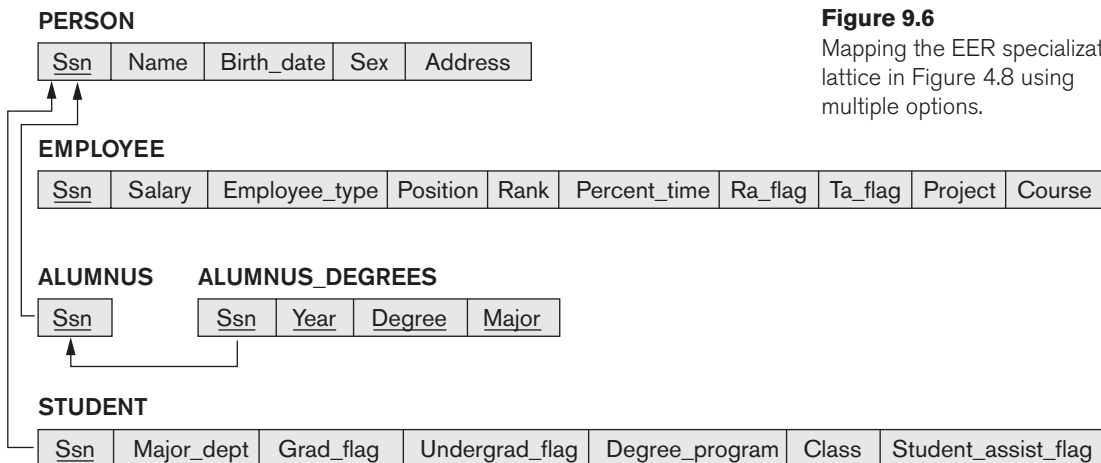 PERSON
Ssn Name Birth_date Sex Address
Figure 9.6
Mapping the EER specializat
lattice in Figure 4.8 using
multiple options.
EMPLOYEE
Ssn Salary Employee_type Position Rank Percent_time Ra_flag Ta_flag Project Course
ALUMNUS ALUMNUS_DEGREES
Ssn Ssn Year Degree Major
STUDENT
Ssn Major_dept Grad_flag Undergrad_flag Degree_program Class Student_assist_flag